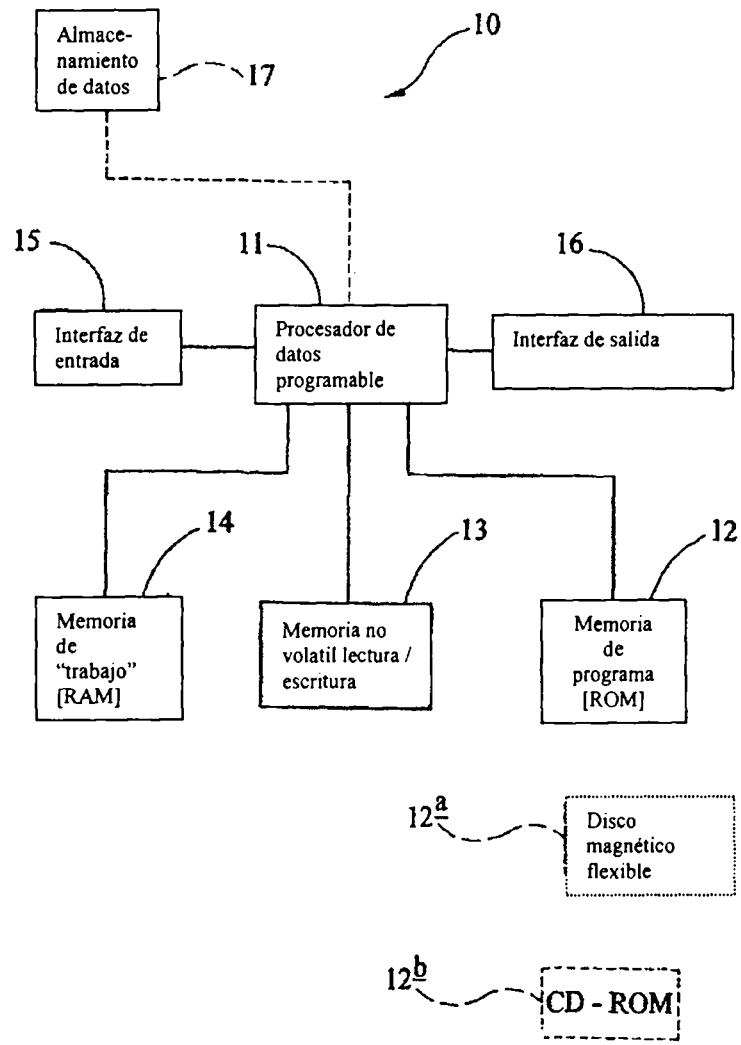 Almace-
namiento
de datos
17
10
15
11
16
Interfaz de
entrada
Procesador de
datos
programable
Interfaz de salida
14
13
12
Memoria
de
“trabajo”
[RAM]
Memoria no
volatil lectura /
escritura
Memoria
de
programa
[ROM]
12a
Disco
magnético
flexible
12b
CD - ROM